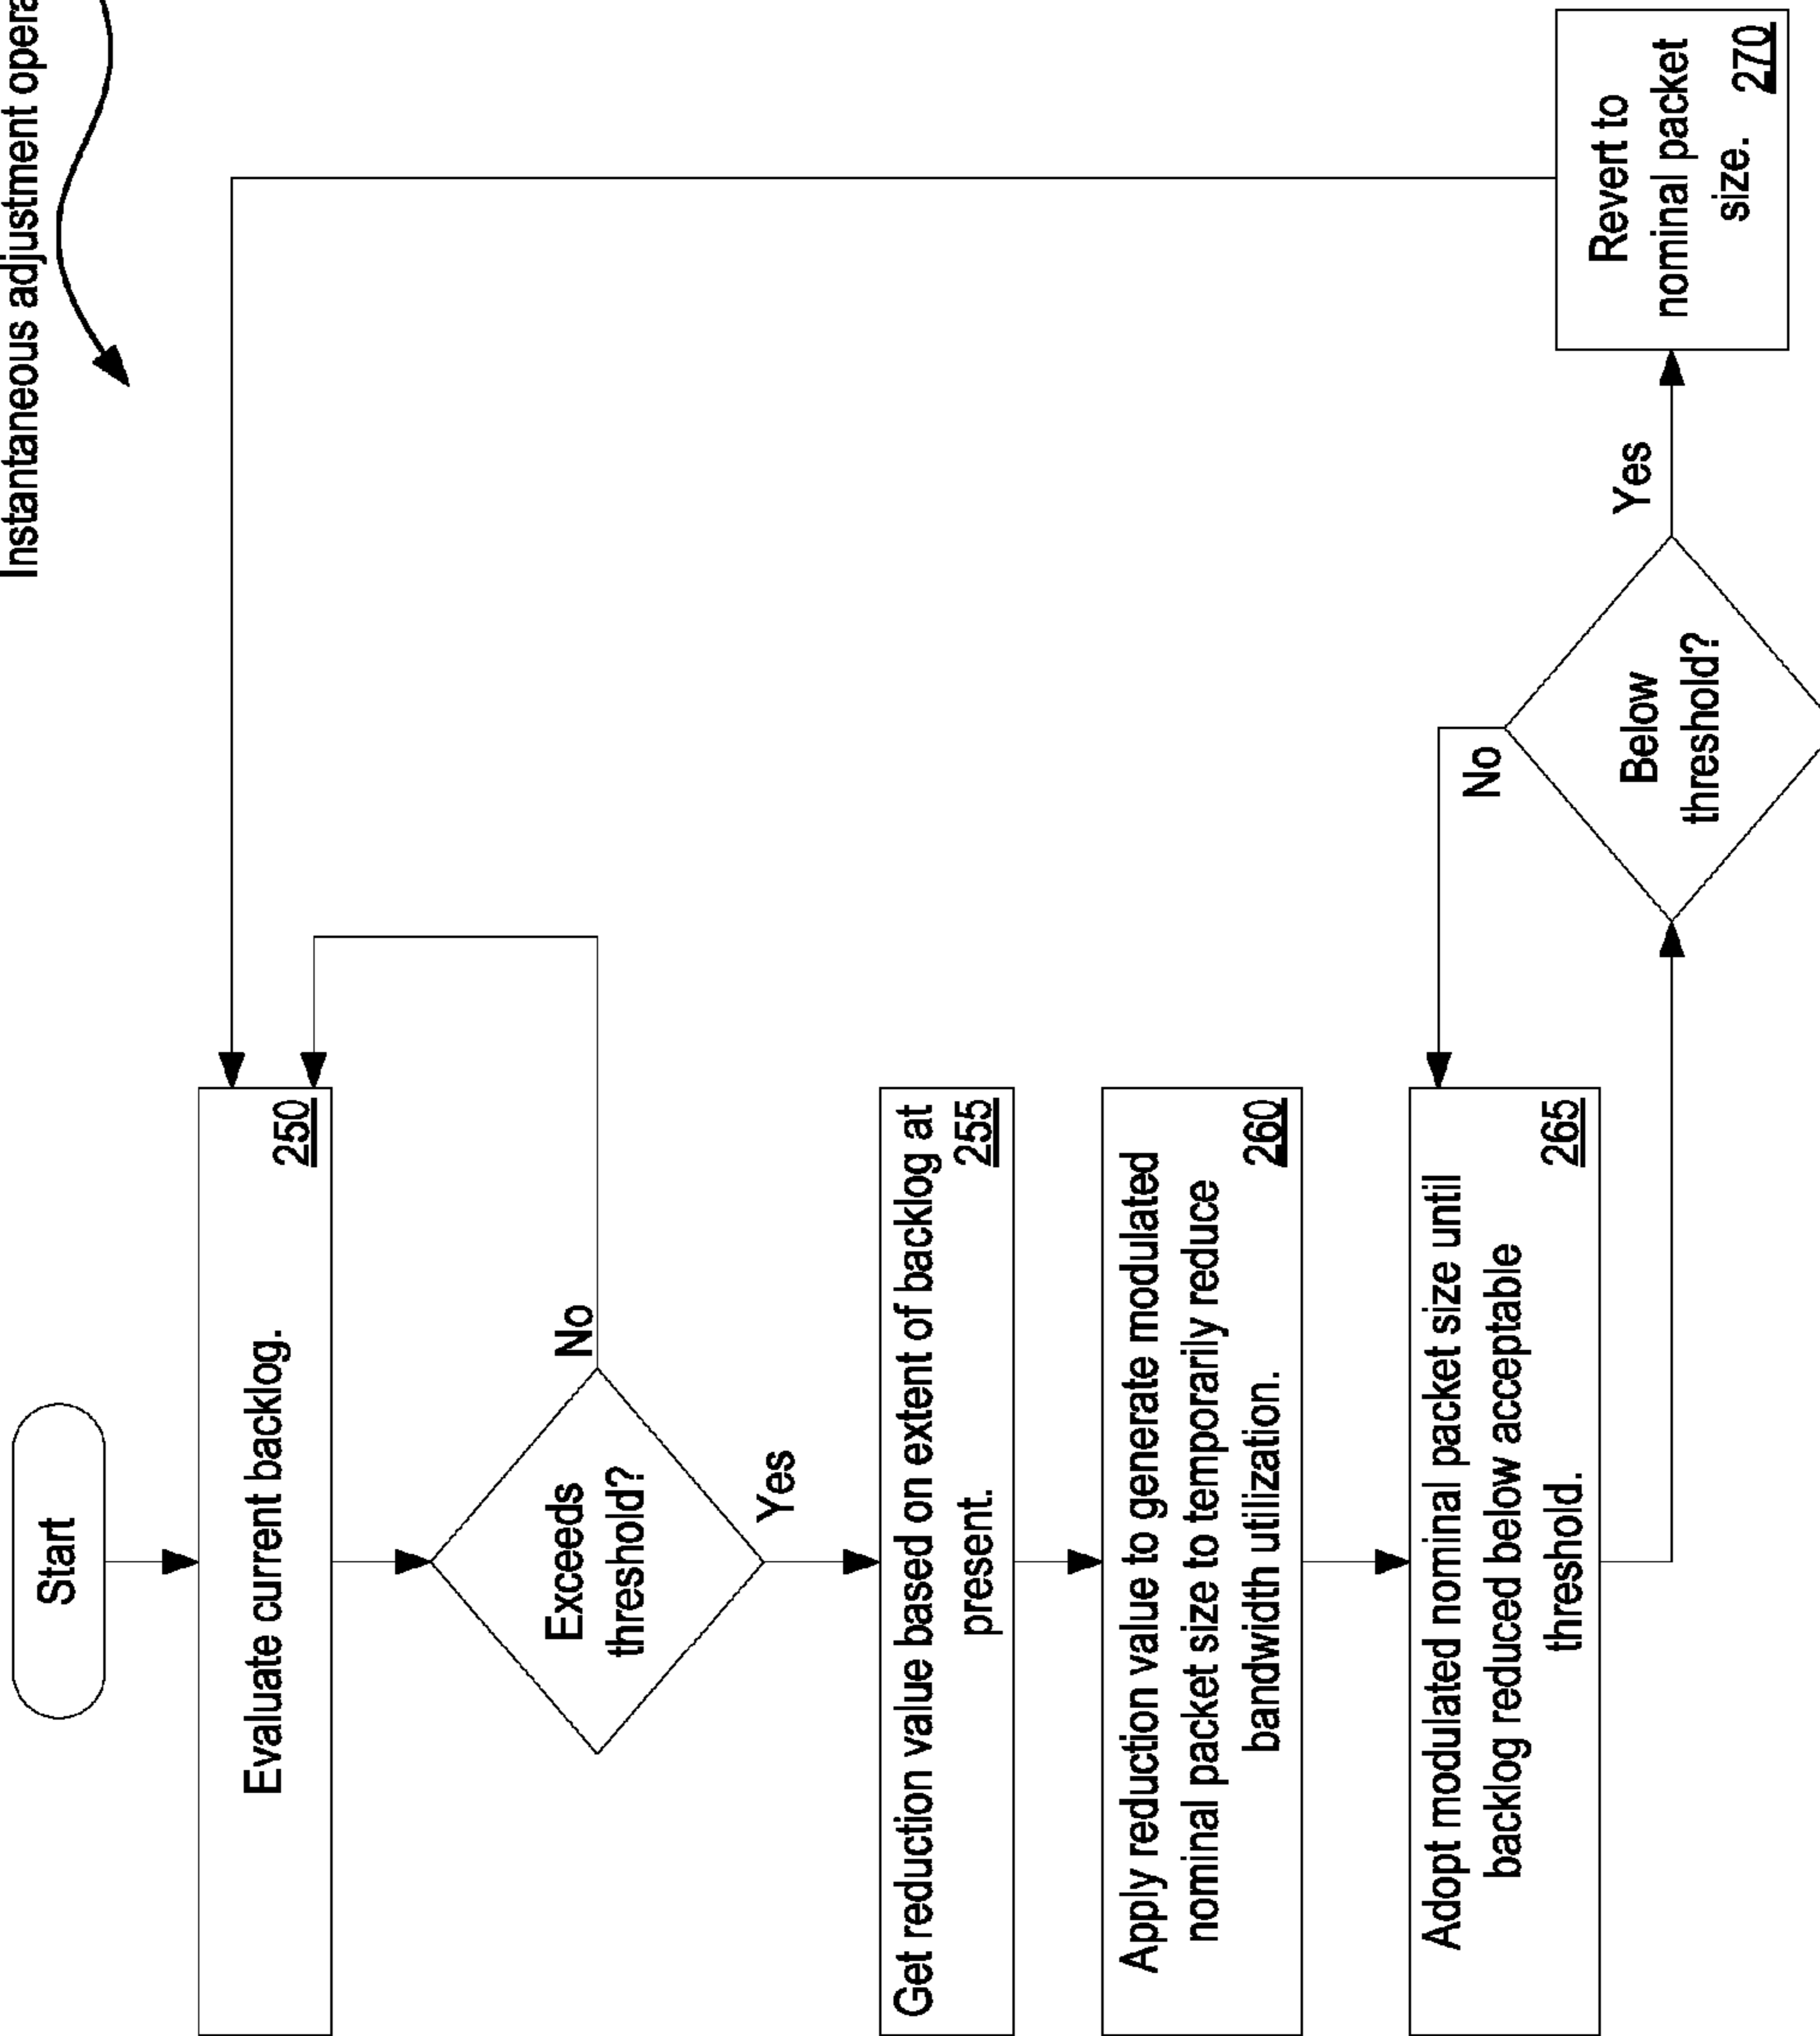 Instantaneous adjustment opera
Start
Evaluate current backlog.
250
Exceeds
threshold?
No
Yes
Get reduction value based on extent of backlog at
present.
255
Apply reduction value to generate modulated
nominal packet size to temporarily reduce
bandwidth utilization.
260
Adopt modulated nominal packet size until
backlog reduced below acceptable
threshold.
265
No
Below
threshold?
Yes
Revert to
nominal packet
size. 270